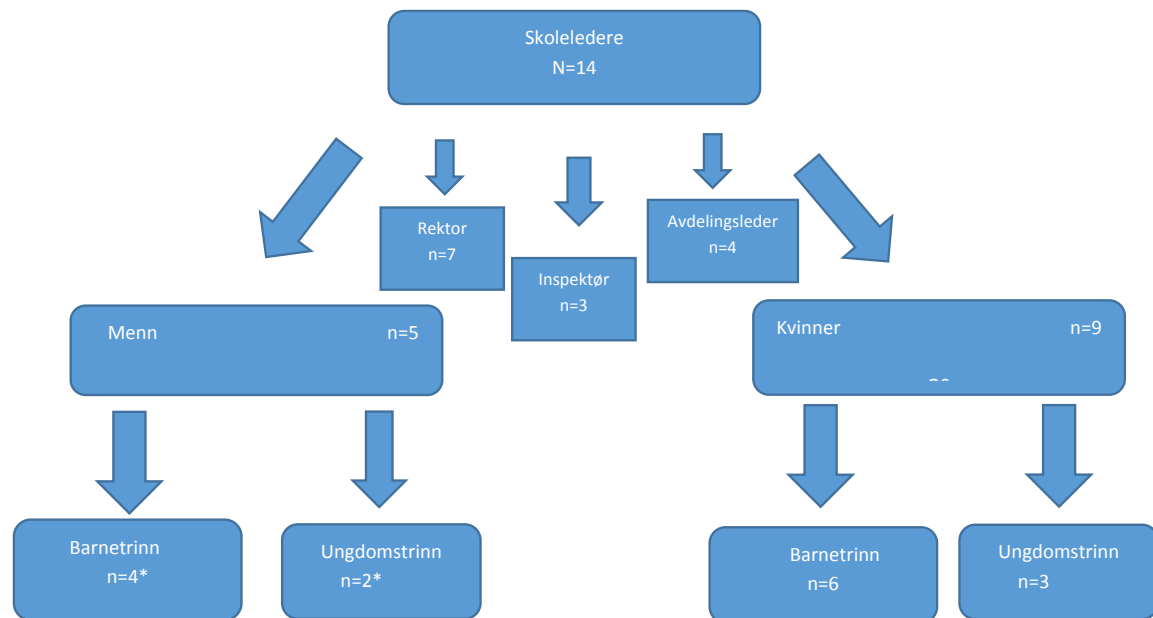 Skoleledere
N=14
Rektor
n=7
Inspektør
n=3
Avdelingsleder
n=4
Menn n=5
Kvinner n=9
Barnetrinn
n=4*
Ungdomstrinn
n=2*
Barnetrinn
n=6
Ungdomstrinn
n=3